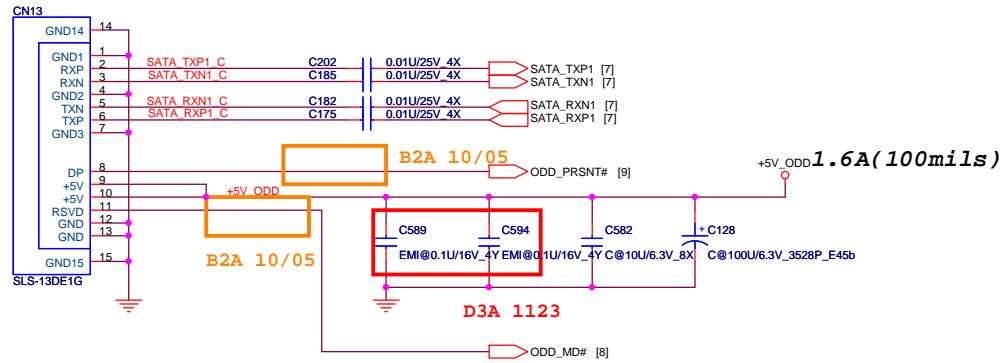 CN13
GND14 14
GND1 1
RXP 2 SATA_TXP1_C C202 0.01U/25V_4X SATA_TXP1 [7]
RXN 3 SATA_TXN1_C C185 0.01U/25V_4X SATA_TXN1 [7]
GND2 4
TXN 5 SATA_RXN1_C C182 0.01U/25V_4X SATA_RXN1 [7]
TXP 6 SATA_RXP1_C C175 0.01U/25V_4X SATA_RXP1 [7]
GND3 7
B2A 10/05
+5V_ODD 1.6A(100mils)
DP 8 ODD_PRSNT# [9]
+5V 9
+5V 10 +5V_ODD
RSVD 11
GND 12
GND 13
C589 C594 C582 + C128
EMI@0.1U/16V_4Y EMI@0.1U/16V_4Y C@10U/6.3V_8X C@100U/6.3V_3528P_E45b
B2A 10/05
GND15 15
SLS-13DE1G
D3A 1123
ODD_MD# [8]